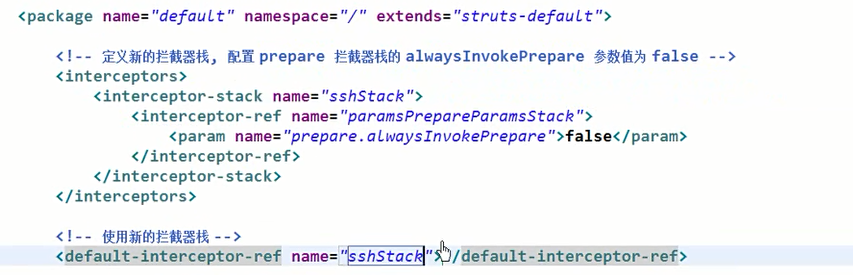 <package name="default" namespace="/" extends="struts-default">
<!-- 定义新的拦截器栈, 配置 prepare 拦截器栈的 alwaysInvokePrepare 参数值为 false -->
<interceptors>
<interceptor-stack name="sshStack">
<interceptor-ref name="paramsPrepareParamsStack">
<param name="prepare.alwaysInvokePrepare">false</param>
</interceptor-ref>
</interceptor-stack>
</interceptors>
<!-- 使用新的拦截器栈 -->
<default-interceptor-ref name="sshStack"></default-interceptor-ref>